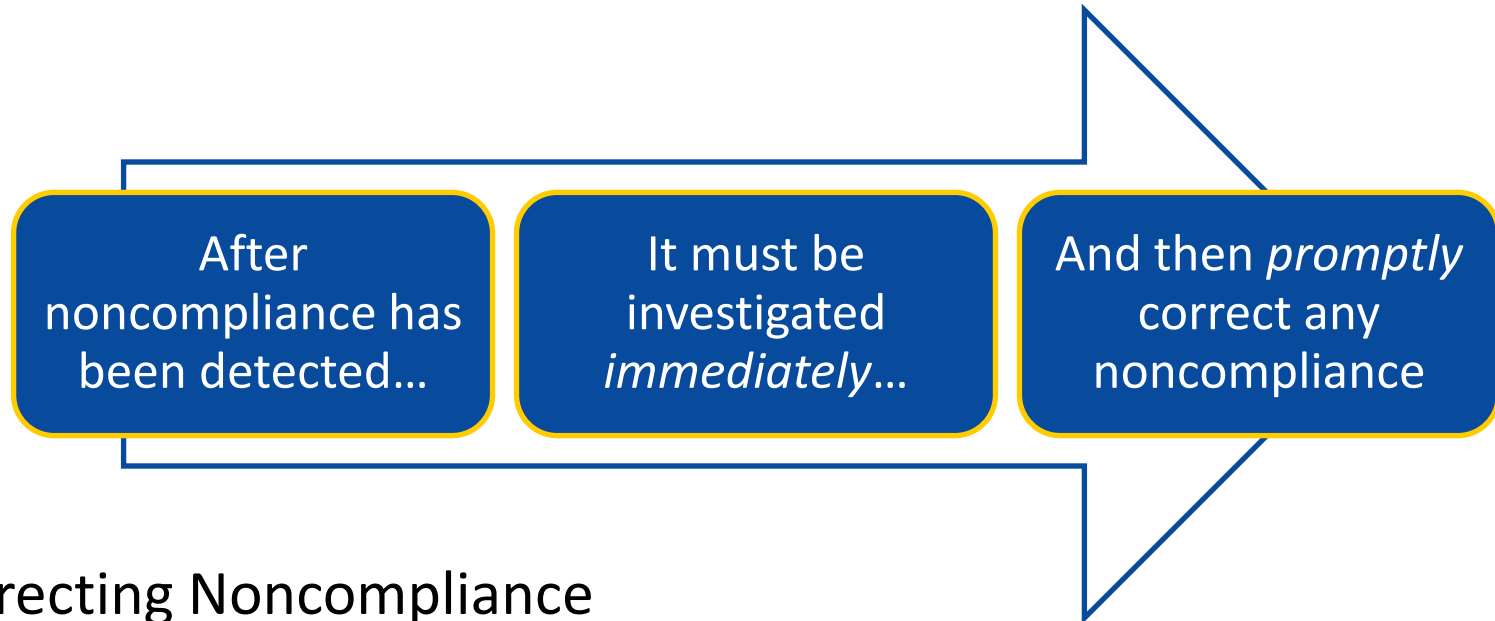 After
noncompliance has
been detected…
It must be
investigated
immediately…
And then promptly
correct any
noncompliance
recting Noncompliance